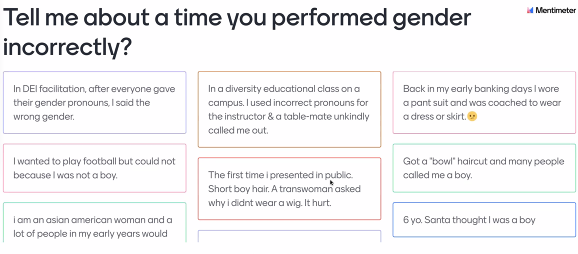 Tell me about a time you performed gender
incorrectly?
Mentimeter
In DEI facilitation, after everyone gave
their gender pronouns, I said the
wrong gender.
I wanted to play football but could not
because I was not a boy.
i am an asian american woman and a
lot of people in my early years would
In a diversity educational class on a
campus. I used incorrect pronouns for
the instructor & a table-mate unkindly
called me out.
The first time i presented in public.
Short boy hair. A transwoman asked
why i didnt wear a wig. It hurt.
Back in my early banking days I wore
a pant suit and was coached to wear
a dress or skirt.🫤
Got a "bowl" haircut and many people
called me a boy.
6 yo. Santa thought I was a boy